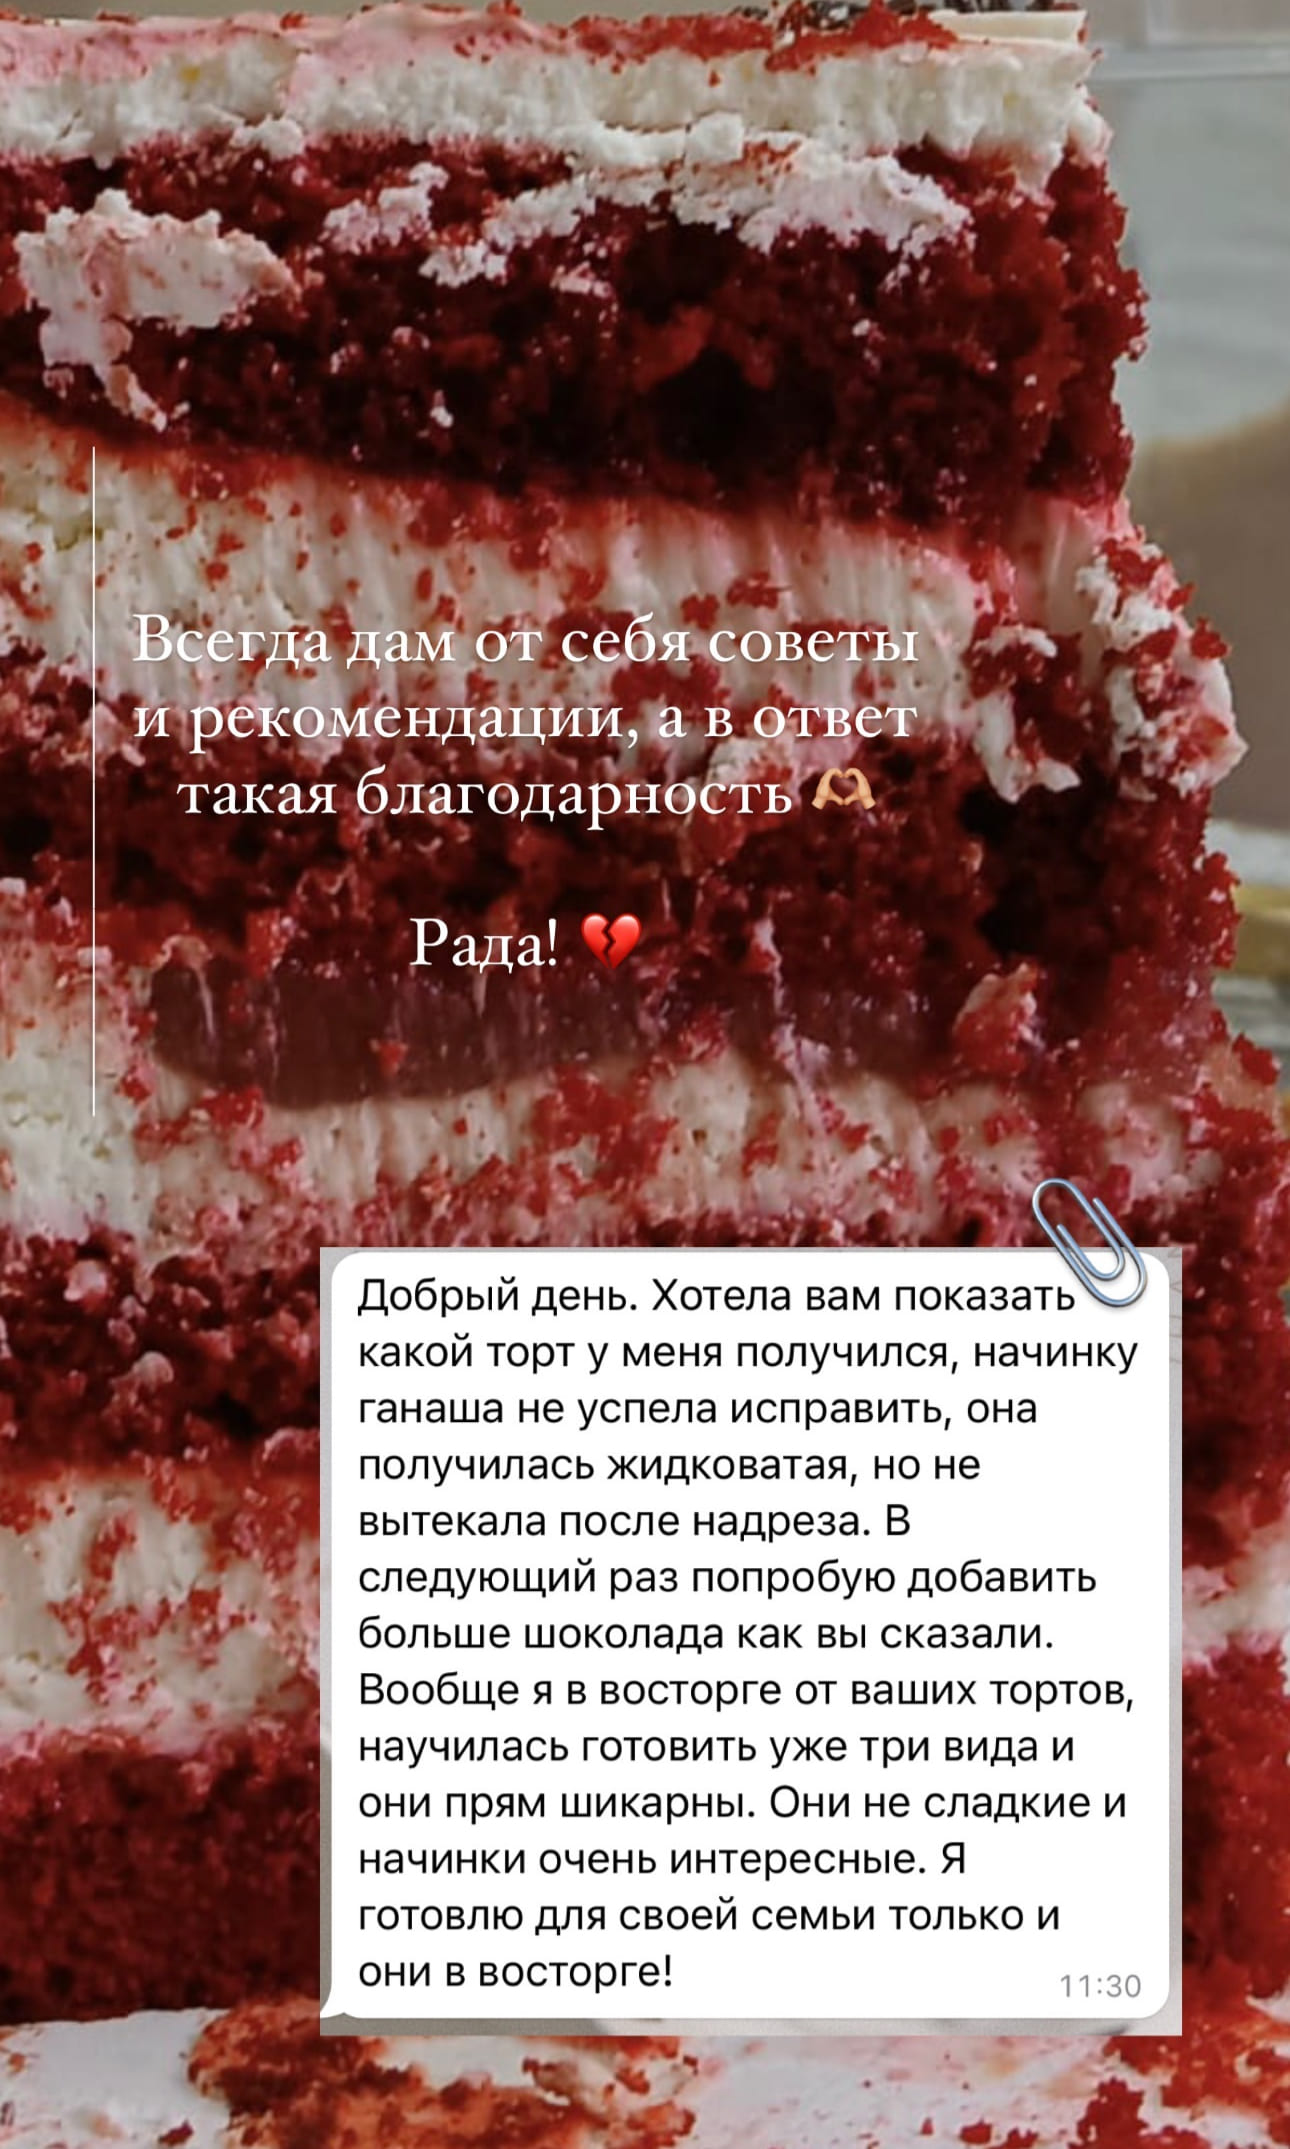 Всегда дам от себя советы
и рекомендации, а в ответ
такая благодарность 🫶🏼
Рада! 💔
Добрый день. Хотела вам показать
какой торт у меня получился, начинку
ганаша не успела исправить, она
получилась жидковатая, но не
вытекала после надреза. В
следующий раз попробую добавить
больше шоколада как вы сказали.
Вообще я в восторге от ваших тортов,
научилась готовить уже три вида и
они прям шикарны. Они не сладкие и
начинки очень интересные. Я
готовлю для своей семьи только и
они в восторге!
11:30